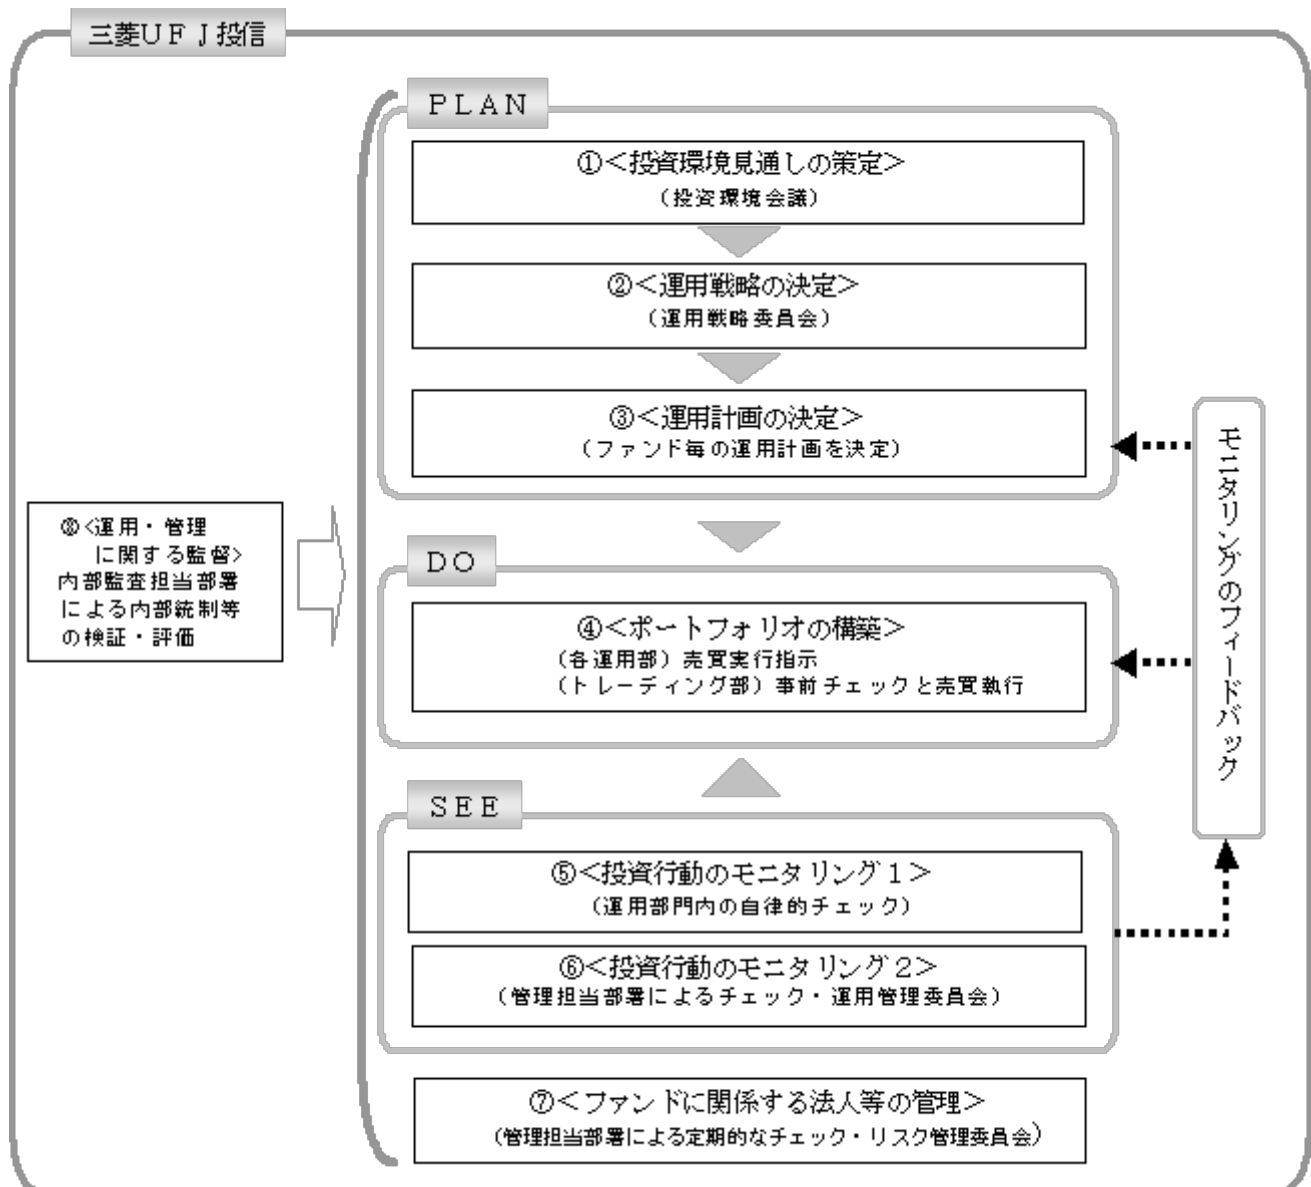 三菱UFJ投信
PLAN
①<投資環境見通しの策定>
(投資環境会議)
②<運用戦略の決定>
(運用戦略委員会)
③<運用計画の決定>
(ファンド毎の運用計画を決定)
⑧<運用・管理
に関する監督>
内部監査担当部署
による内部統制等
の検証・評価
DO
④<ポートフォリオの構築>
(各運用部)売買実行指示
(トレーディング部)事前チェックと売買執行
SEE
⑤<投資行動のモニタリング1>
(運用部門内の自律的チェック)
⑥<投資行動のモニタリング2>
(管理担当部署によるチェック・運用管理委員会)
⑦<ファンドに関係する法人等の管理>
(管理担当部署による定期的なチェック・リスク管理委員会)
モニタリングのフィードバック